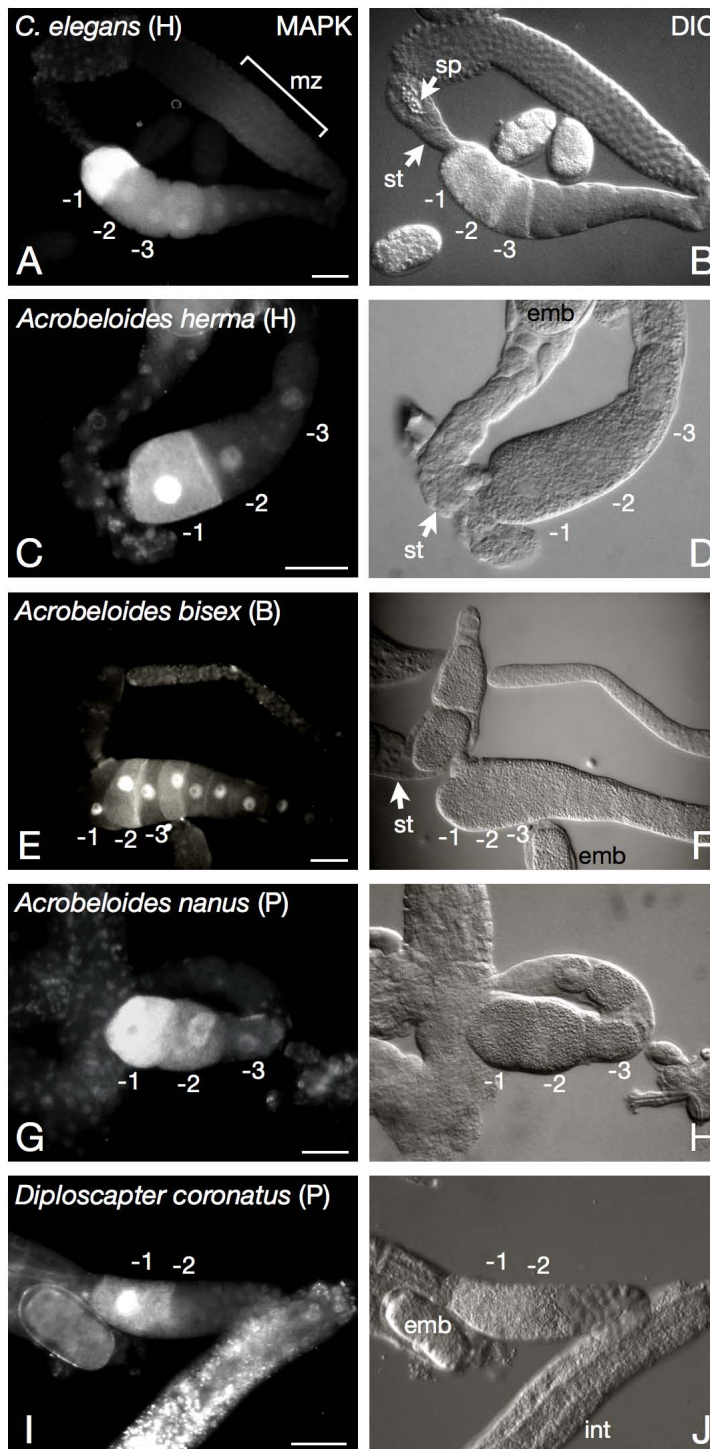 C. elegans (H) MAPK
mz
-1
-2
-3
A
DIC
sp
st
-1
-2
-3
B
Acrobeloides herma (H)
-3
-2
-1
C
emb
-3
-2
-1
st
D
Acrobeloides bisex (B)
-1 -2 -3
E
st
-1 -2 -3
emb
F
Acrobeloides nanus (P)
-1 -2 -3
G
-1 -2 -3
H
Diploscapter coronatus (P)
-1 -2
I
-1 -2
emb
int
J